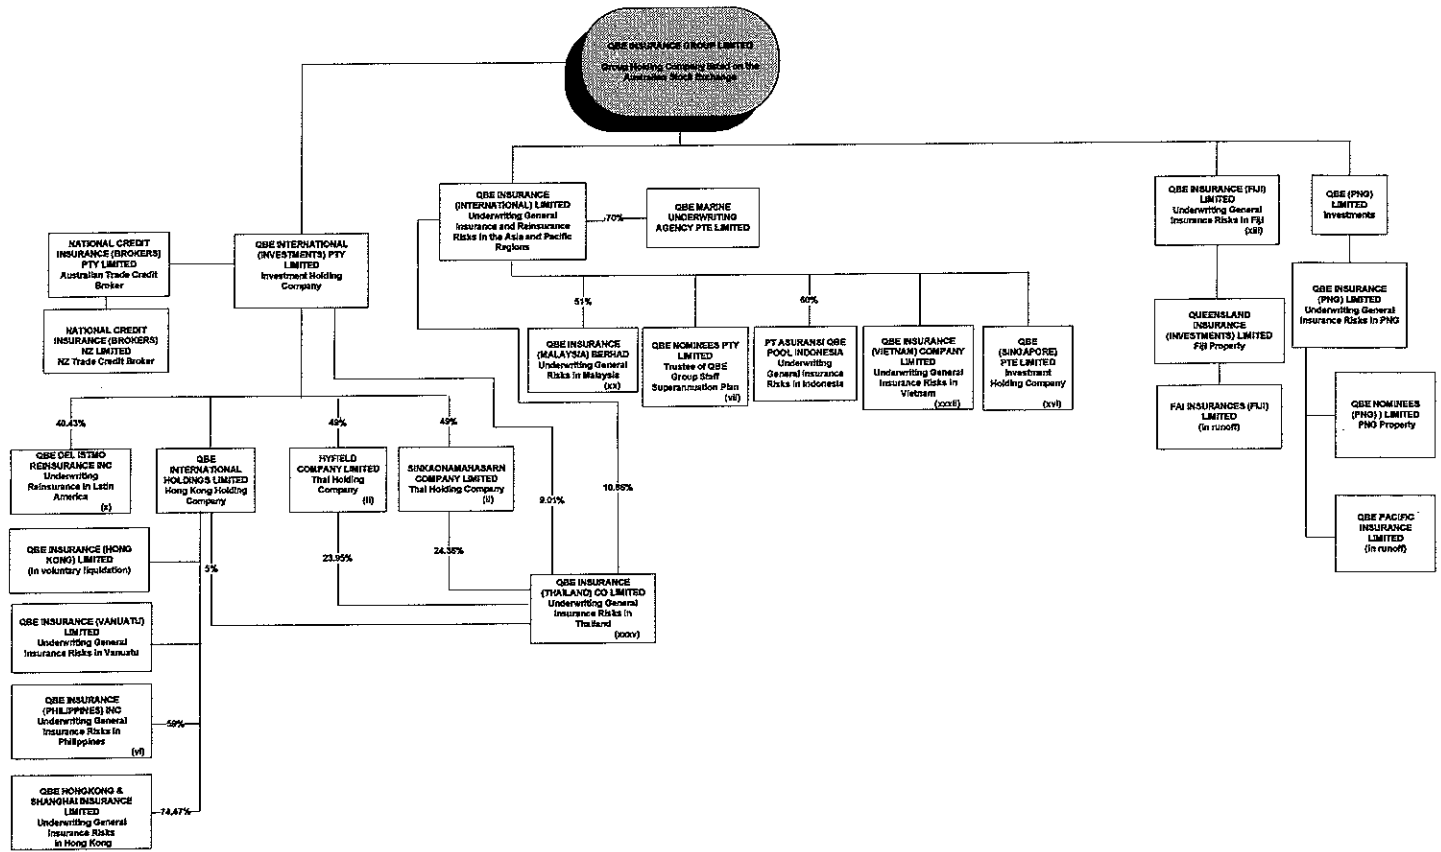 QBE INSURANCE GROUP LIMITED
Group Holding Company listed on the
Australian Stock Exchange
QBE INSURANCE
(INTERNATIONAL) LIMITED
Underwriting General
Insurance and Reinsurance
Risks in the Asia and Pacific
Regions
70%
QBE MARINE
UNDERWRITING
AGENCY PTE LIMITED
QBE INSURANCE (FIJI)
LIMITED
Underwriting General
Insurance Risks in Fiji
(xiii)
QBE (PNG)
LIMITED
Investments
NATIONAL CREDIT
INSURANCE (BROKERS)
PTY LIMITED
Australian Trade Credit
Broker
QBE INTERNATIONAL
(INVESTMENTS) PTY
LIMITED
Investment Holding
Company
NATIONAL CREDIT
INSURANCE (BROKERS)
NZ LIMITED
NZ Trade Credit Broker
51%
60%
QBE INSURANCE
(MALAYSIA) BERHAD
Underwriting General
Risks in Malaysia
(xx)
QBE NOMINEES PTY
LIMITED
Trustee of QBE
Group Staff
Superannuation Plan
(vii)
PT ASURANSI QBE
POOL INDONESIA
Underwriting
General Insurance
Risks in Indonesia
QBE INSURANCE
(VIETNAM) COMPANY
LIMITED
Underwriting General
Insurance Risks in
Vietnam
(xxxii)
QBE
(SINGAPORE)
PTE LIMITED
Investment
Holding Company
(xvi)
QUEENSLAND
INSURANCE
(INVESTMENTS) LIMITED
Fiji Property
QBE INSURANCE
(PNG) LIMITED
Underwriting General
Insurance Risks in PNG
FAI INSURANCES (FIJI)
LIMITED
(in runoff)
QBE NOMINEES
(PNG) ) LIMITED
PNG Property
QBE PACIFIC
INSURANCE
LIMITED
(in runoff)
40.43%
49%
49%
QBE DEL ISTMO
REINSURANCE INC
Underwriting
Reinsurance in Latin
America
(x)
QBE
INTERNATIONAL
HOLDINGS LIMITED
Hong Kong Holding
Company
HYFIELD
COMPANY LIMITED
Thai Holding
Company
(ii)
SINKAONAMAHASARN
COMPANY LIMITED
Thai Holding Company
(ii)
9.01%
10.86%
23.95%
24.38%
5%
QBE INSURANCE
(THAILAND) CO LIMITED
Underwriting General
Insurance Risks in
Thailand
(xxxv)
QBE INSURANCE (HONG
KONG) LIMITED
(in voluntary liquidation)
QBE INSURANCE (VANUATU)
LIMITED
Underwriting General
Insurance Risks in Vanuatu
QBE INSURANCE
(PHILIPPINES) INC
Underwriting General
Insurance Risks in
Philippines
(vi)
59%
QBE HONGKONG &
SHANGHAI INSURANCE
LIMITED
Underwriting General
Insurance Risks
in Hong Kong
74.47%